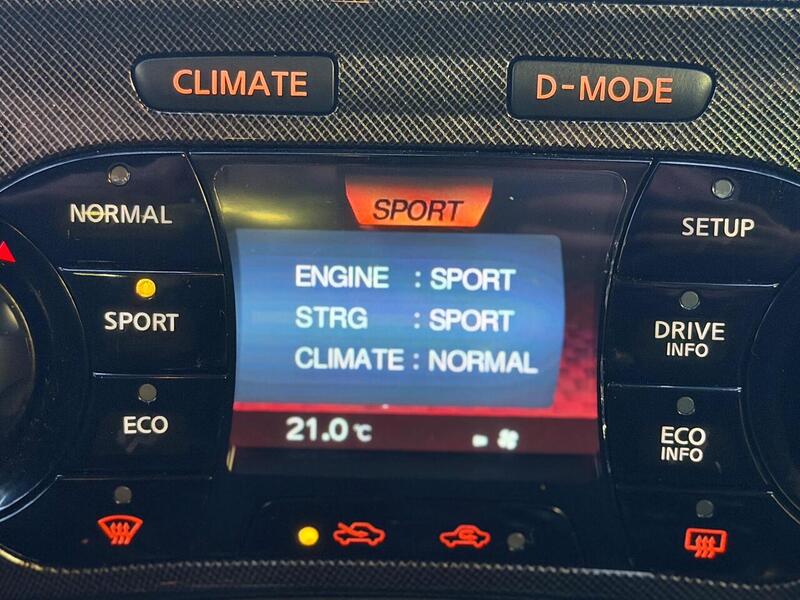 CLIMATE
D-MODE
NORMAL
SPORT
SETUP
ENGINE : SPORT
STRG : SPORT
CLIMATE : NORMAL
SPORT
DRIVE
INFO
ECO
ECO
INFO
21.0 °C